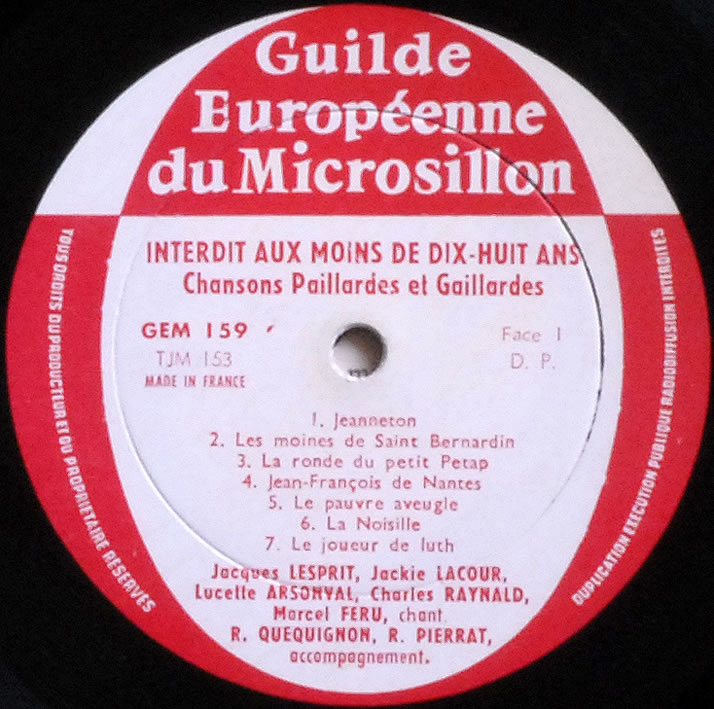 Guilde
Européenne
du Microsillon
INTERDIT AUX MOINS DE DIX-HUIT ANS
Chansons Paillardes et Gaillardes
GEM 159
TJM 153
MADE IN FRANCE
Face 1
D. P.
1. Jeanneton
2. Les moines de Saint Bernardin
3. La ronde du petit Petap
4. Jean-François de Nantes
5. Le pauvre aveugle
6. La Noisille
7. Le joueur de luth
Jacques LESPRIT, Jackie LACOUR,
Lucette ARSONVAL, Charles RAYNALD,
Marcel FERU, chant.
R. QUEQUIGNON, R. PIERRAT,
accompagnement.
TOUS DROITS DU PRODUCTEUR ET DU PROPRIETAIRE RESERVES
DUPLICATION EXECUTION PUBLIQUE RADIODIFFUSION INTERDITES